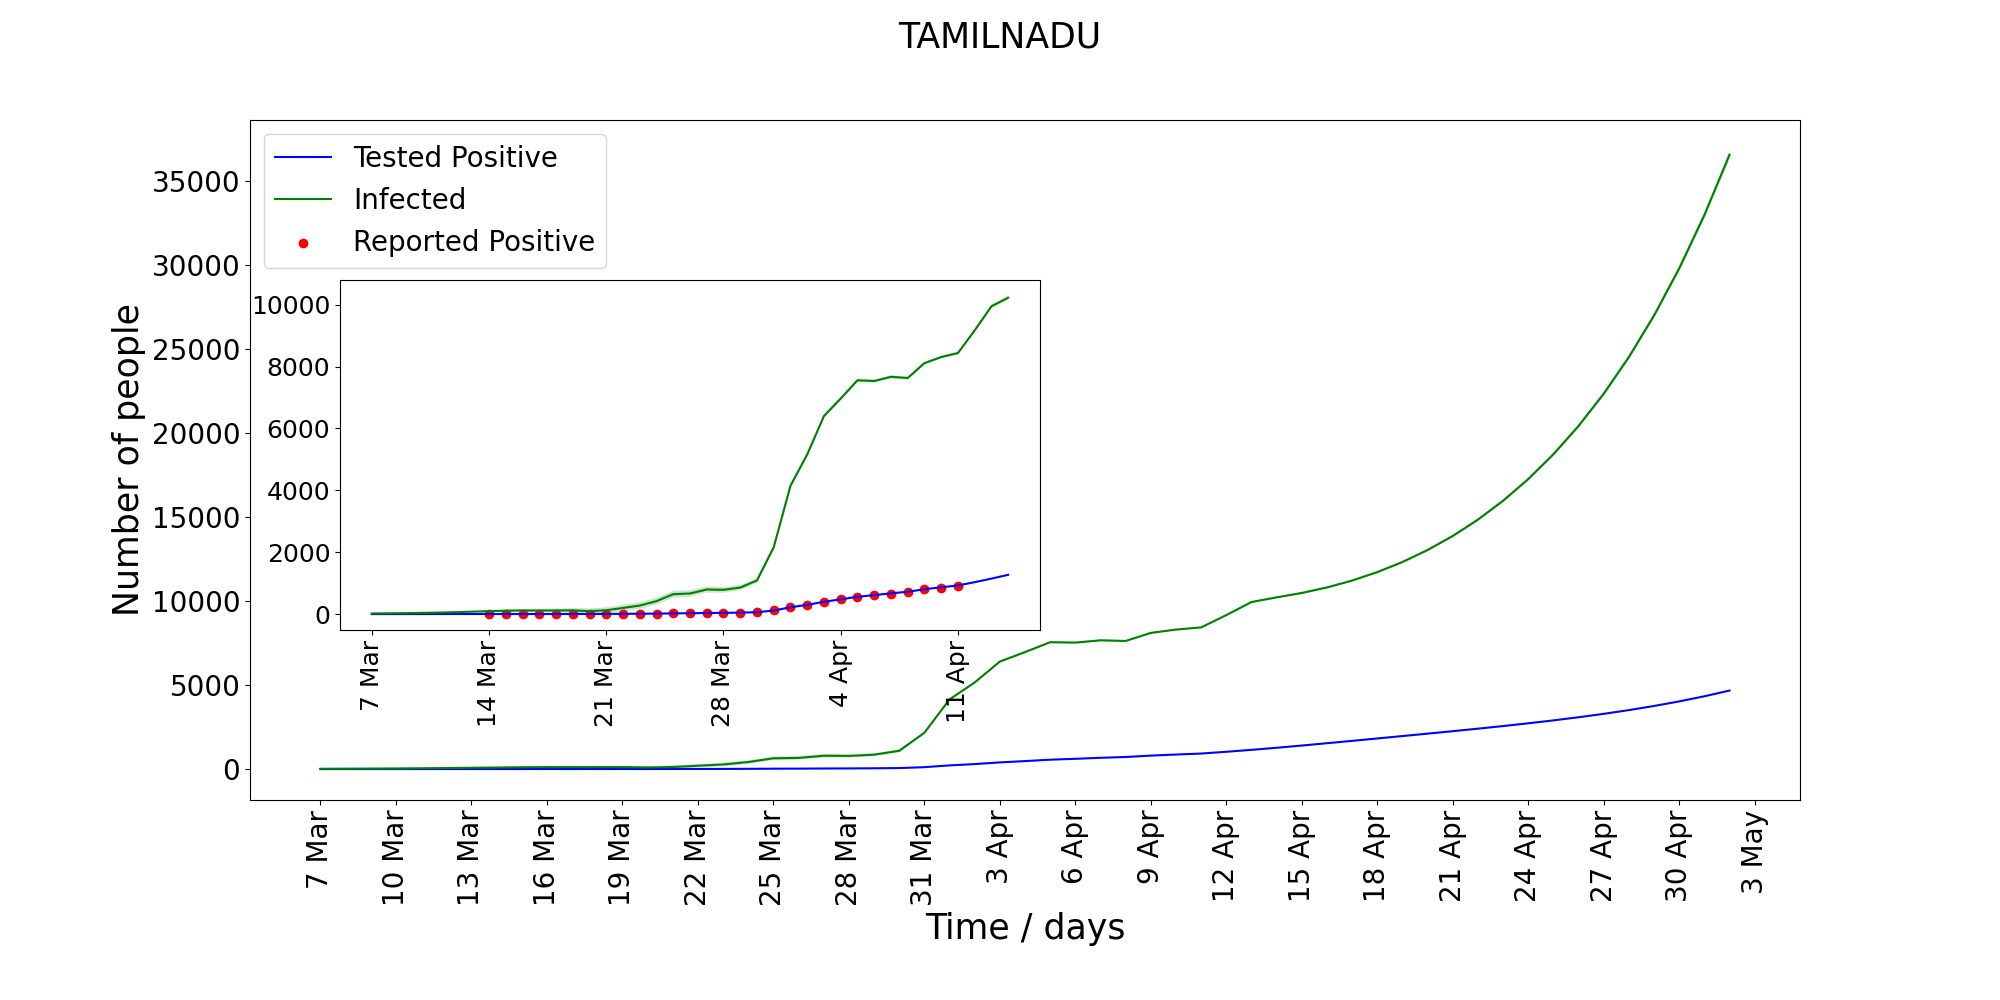 TAMILNADU
Tested Positive
Infected
Reported Positive
Number of people
35000
30000
25000
20000
15000
10000
5000
0
10000
8000
6000
4000
2000
0
7 Mar
14 Mar
21 Mar
28 Mar
4 Apr
11 Apr
7 Mar
10 Mar
13 Mar
16 Mar
19 Mar
22 Mar
25 Mar
28 Mar
31 Mar
3 Apr
6 Apr
9 Apr
12 Apr
15 Apr
18 Apr
21 Apr
24 Apr
27 Apr
30 Apr
3 May
Time / days